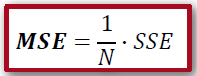 MSE = 1/N · SSE